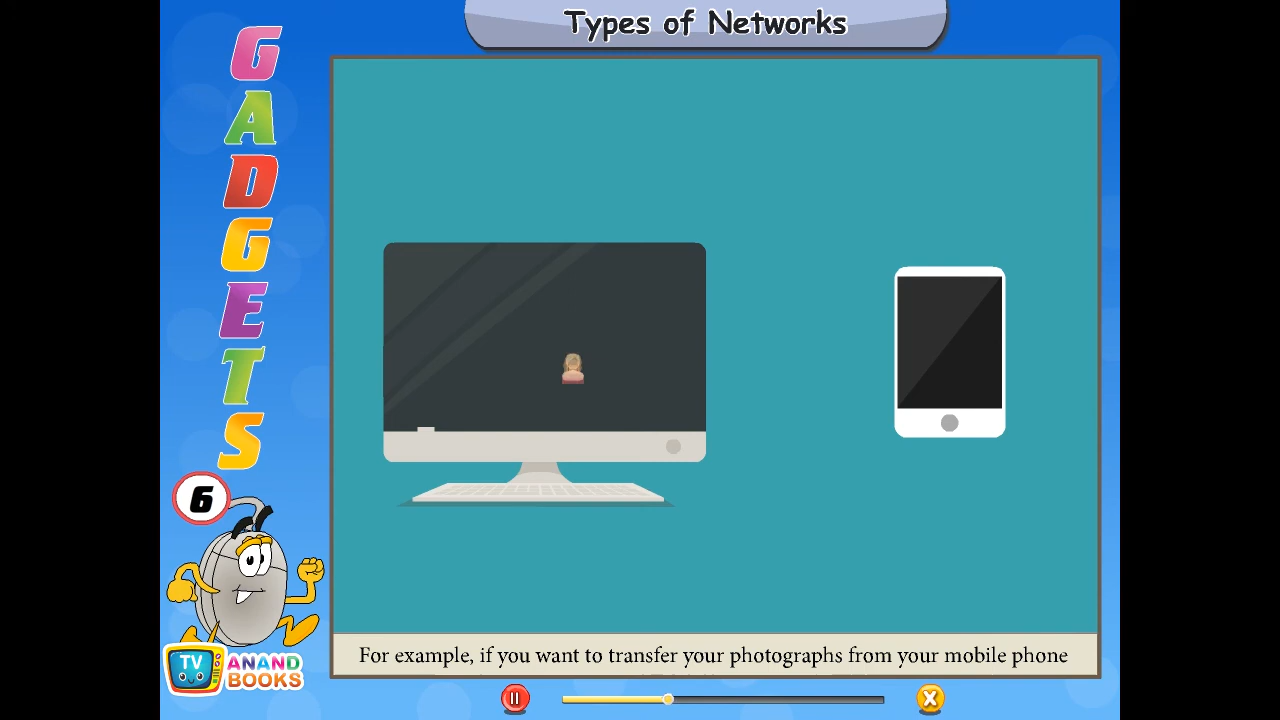 Types of Networks
GADGETS
6
For example, if you want to transfer your photographs from your mobile phone
TV
ANAND
BOOKS